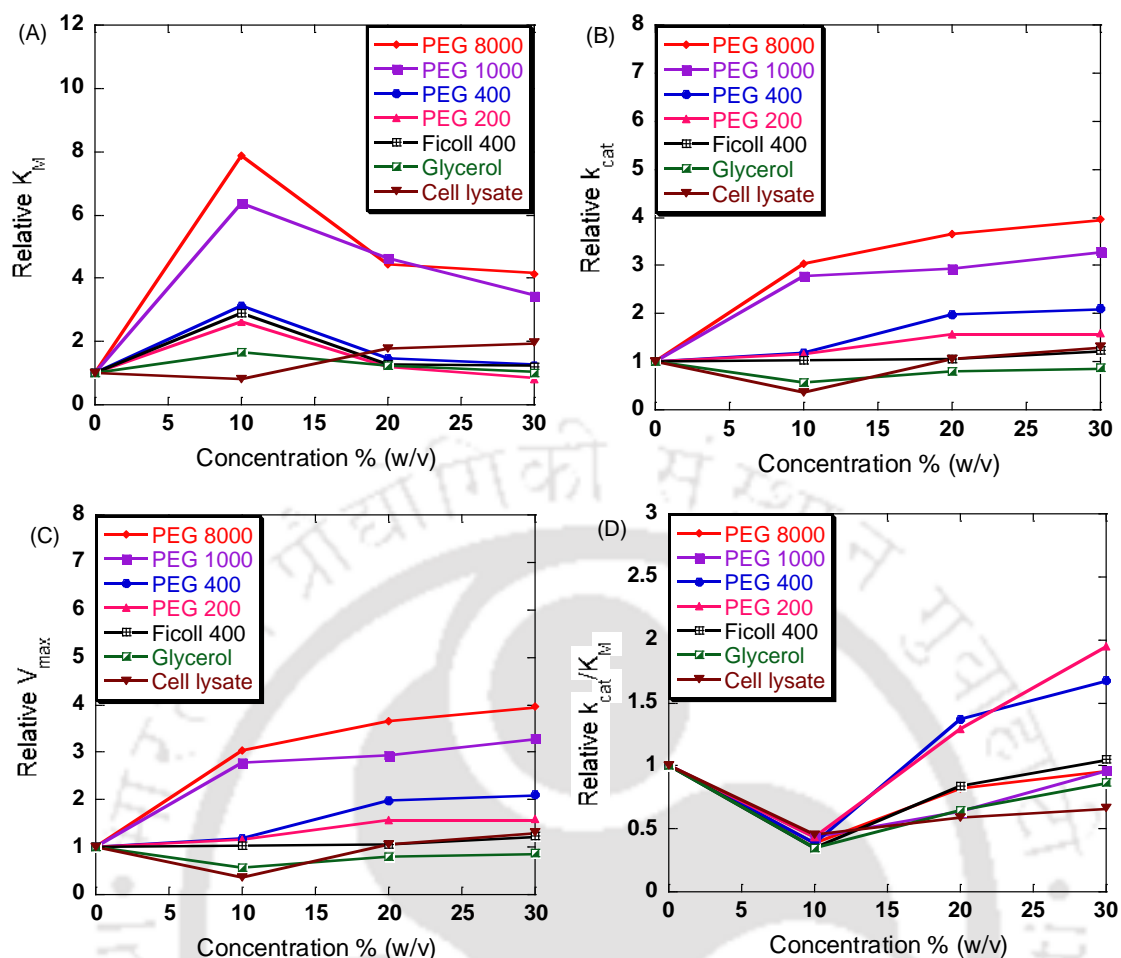 (A)
12
10
8
6
4
2
0
Relative K_M
PEG 8000
PEG 1000
PEG 400
PEG 200
Ficoll 400
Glycerol
Cell lysate
0 5 10 15 20 25 30
Concentration % (w/v)
(B)
8
7
6
5
4
3
2
1
0
Relative k_cat
PEG 8000
PEG 1000
PEG 400
PEG 200
Ficoll 400
Glycerol
Cell lysate
0 5 10 15 20 25 30
Concentration % (w/v)
(C)
8
7
6
5
4
3
2
1
0
Relative V_max
PEG 8000
PEG 1000
PEG 400
PEG 200
Ficoll 400
Glycerol
Cell lysate
0 5 10 15 20 25 30
Concentration % (w/v)
(D)
3
2.5
2
1.5
1
0.5
0
Relative k_cat/K_M
PEG 8000
PEG 1000
PEG 400
PEG 200
Ficoll 400
Glycerol
Cell lysate
0 5 10 15 20 25 30
Concentration % (w/v)